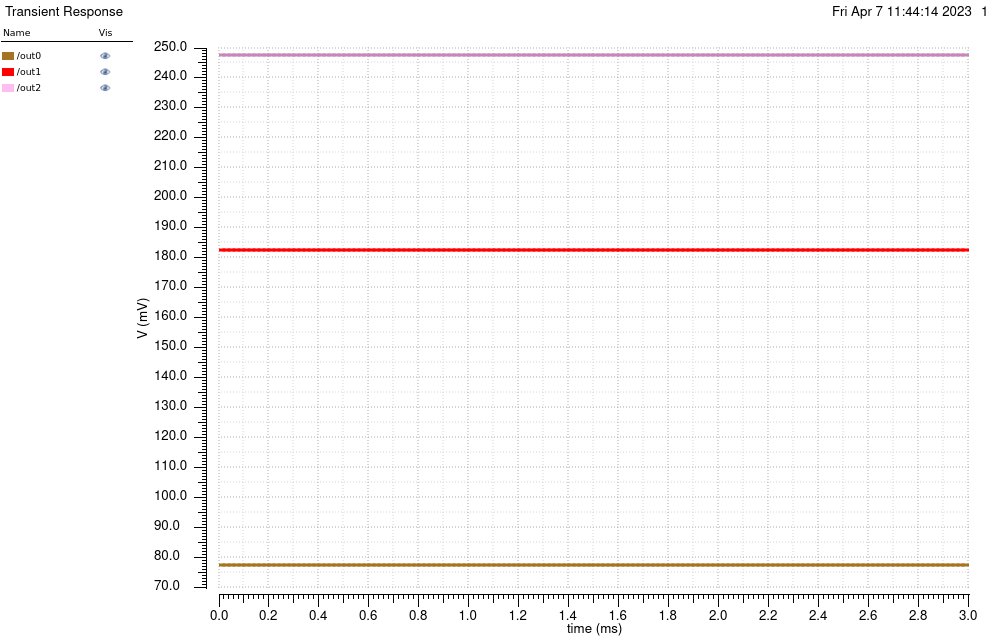 Transient Response
Fri Apr 7 11:44:14 2023 1
Name Vis
/out0
/out1
/out2
250.0
240.0
230.0
220.0
210.0
200.0
190.0
180.0
170.0
160.0
150.0
140.0
130.0
120.0
110.0
100.0
90.0
80.0
70.0
V (mV)
0.0 0.2 0.4 0.6 0.8 1.0 1.2 1.4 1.6 1.8 2.0 2.2 2.4 2.6 2.8 3.0
time (ms)